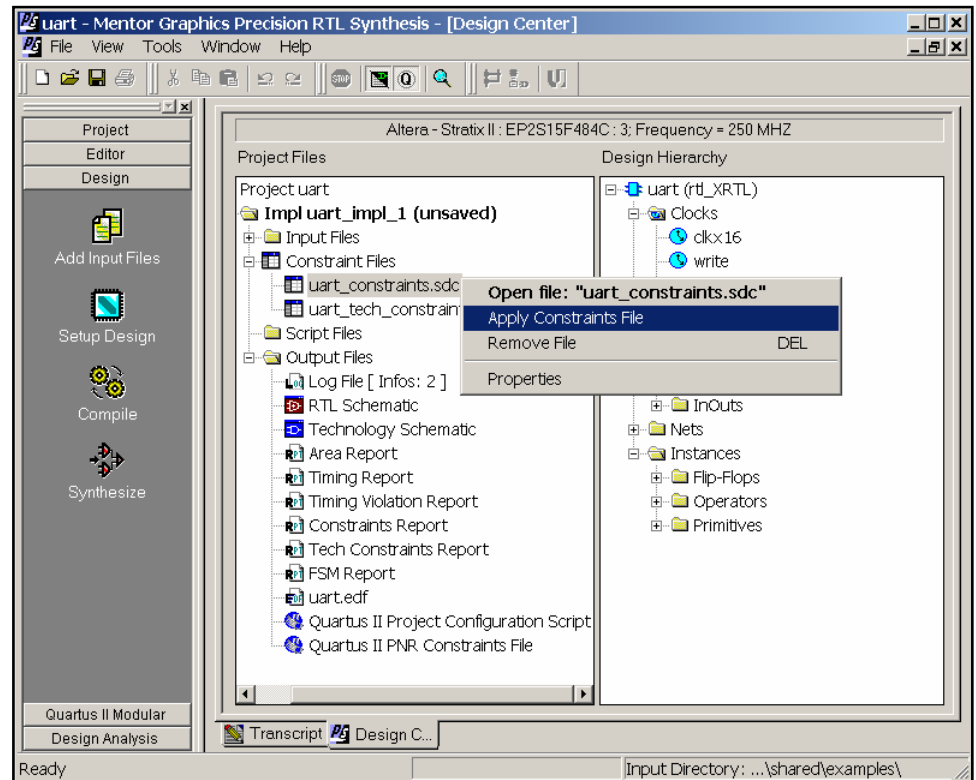 uart - Mentor Graphics Precision RTL Synthesis - [Design Center]
File View Tools Window Help
STOP Q
Project
Editor
Design
Add Input Files
Setup Design
Compile
Synthesize
Quartus II Modular
Design Analysis
Altera - Stratix II : EP2S15F484C : 3; Frequency = 250 MHZ
Project Files
Project uart
Impl uart_impl_1 (unsaved)
Input Files
Constraint Files
uart_constraints.sdc
uart_tech_constrain
Script Files
Output Files
Log File [ Infos: 2 ]
RTL Schematic
Technology Schematic
Area Report
Timing Report
Timing Violation Report
Constraints Report
Tech Constraints Report
FSM Report
uart.edf
Quartus II Project Configuration Script
Quartus II PNR Constraints File
Design Hierarchy
uart (rtl_XRTL)
Clocks
clkx16
write
Open file: "uart_constraints.sdc"
Apply Constraints File
Remove File DEL
Properties
InOuts
Nets
Instances
Flip-Flops
Operators
Primitives
Transcript Design C...
Ready Input Directory: ...\shared\examples\